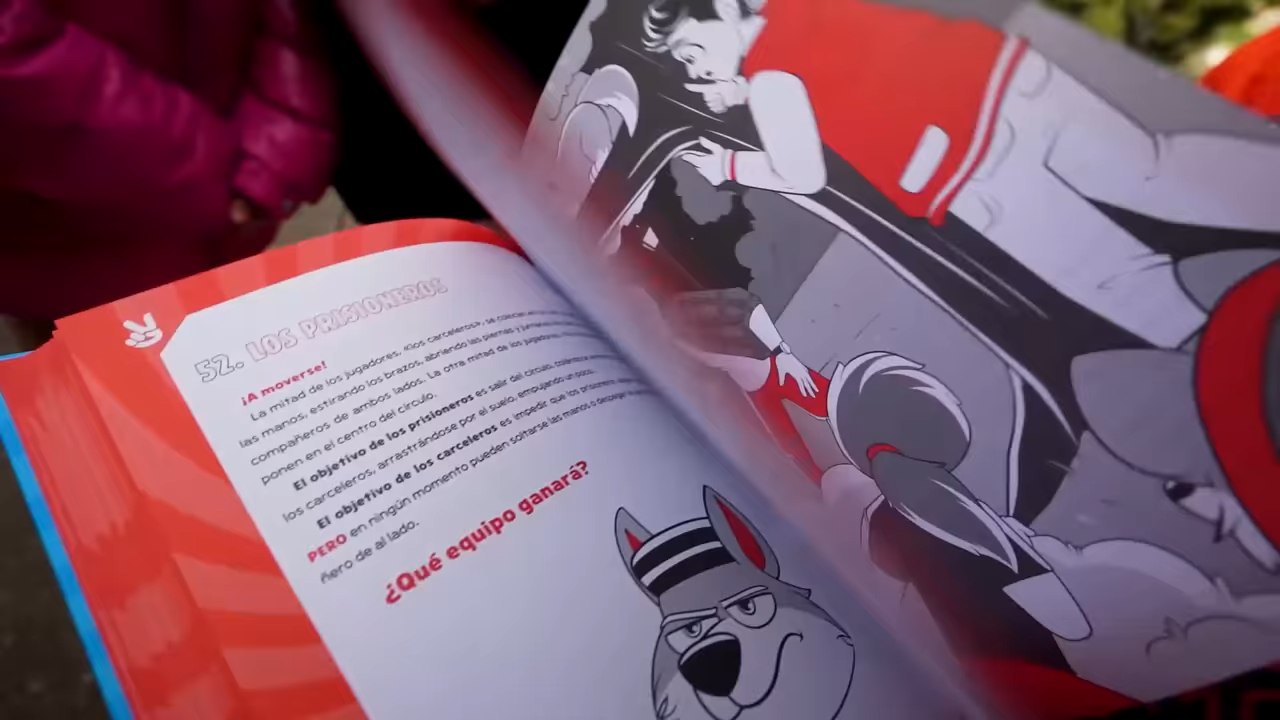 52. LOS PRISIONEROS
¡A moverse!
La mitad de los jugadores, «los carceleros», se colocan
las manos, estirando los brazos, abriendo las piernas y
compañeros de ambos lados. La otra mitad de los jugadores,
ponen en el centro del círculo.
El objetivo de los prisioneros es salir del círculo,
los carceleros, arrastrándose por el suelo, empujando un poco.
El objetivo de los carceleros es impedir que los prisioneros
PERO en ningún momento pueden soltarse las manos o
ñero de al lado.
¿Qué equipo ganará?